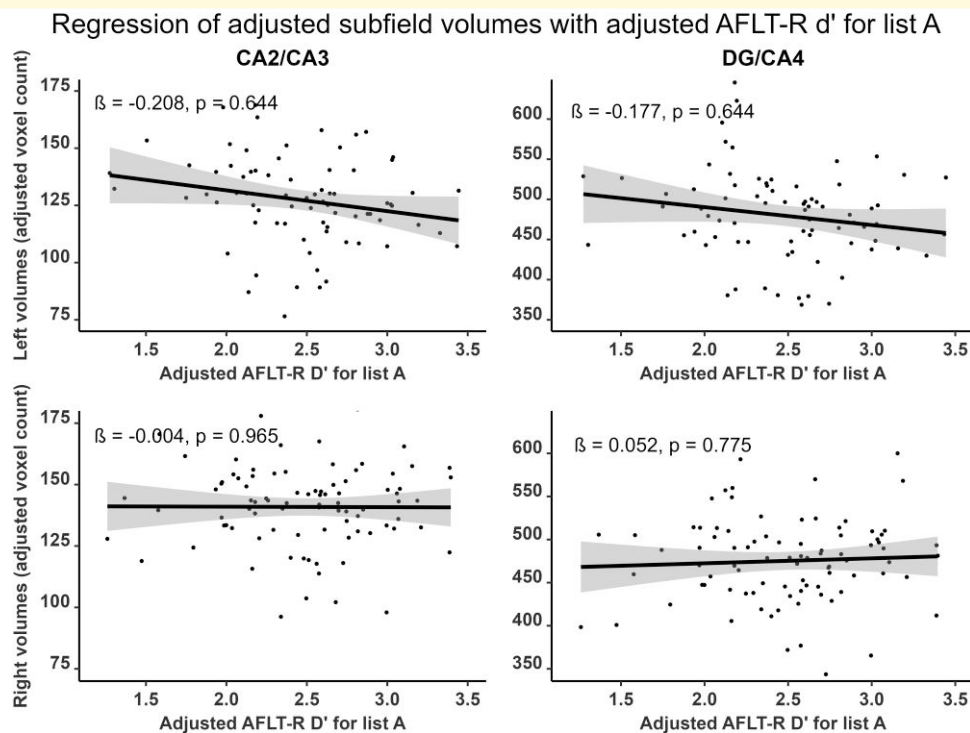 Regression of adjusted subfield volumes with adjusted AFLT-R d' for list A
CA2/CA3
DG/CA4
Left volumes (adjusted voxel count)
175
150
125
100
75
ß = -0.208, p = 0.644
1.5 2.0 2.5 3.0 3.5
Adjusted AFLT-R D' for list A
600
550
500
450
400
350
ß = -0.177, p = 0.644
1.5 2.0 2.5 3.0 3.5
Adjusted AFLT-R D' for list A
Right volumes (adjusted voxel count)
175
150
125
100
75
ß = -0.004, p = 0.965
1.5 2.0 2.5 3.0 3.5
Adjusted AFLT-R D' for list A
600
550
500
450
400
350
ß = 0.052, p = 0.775
1.5 2.0 2.5 3.0 3.5
Adjusted AFLT-R D' for list A